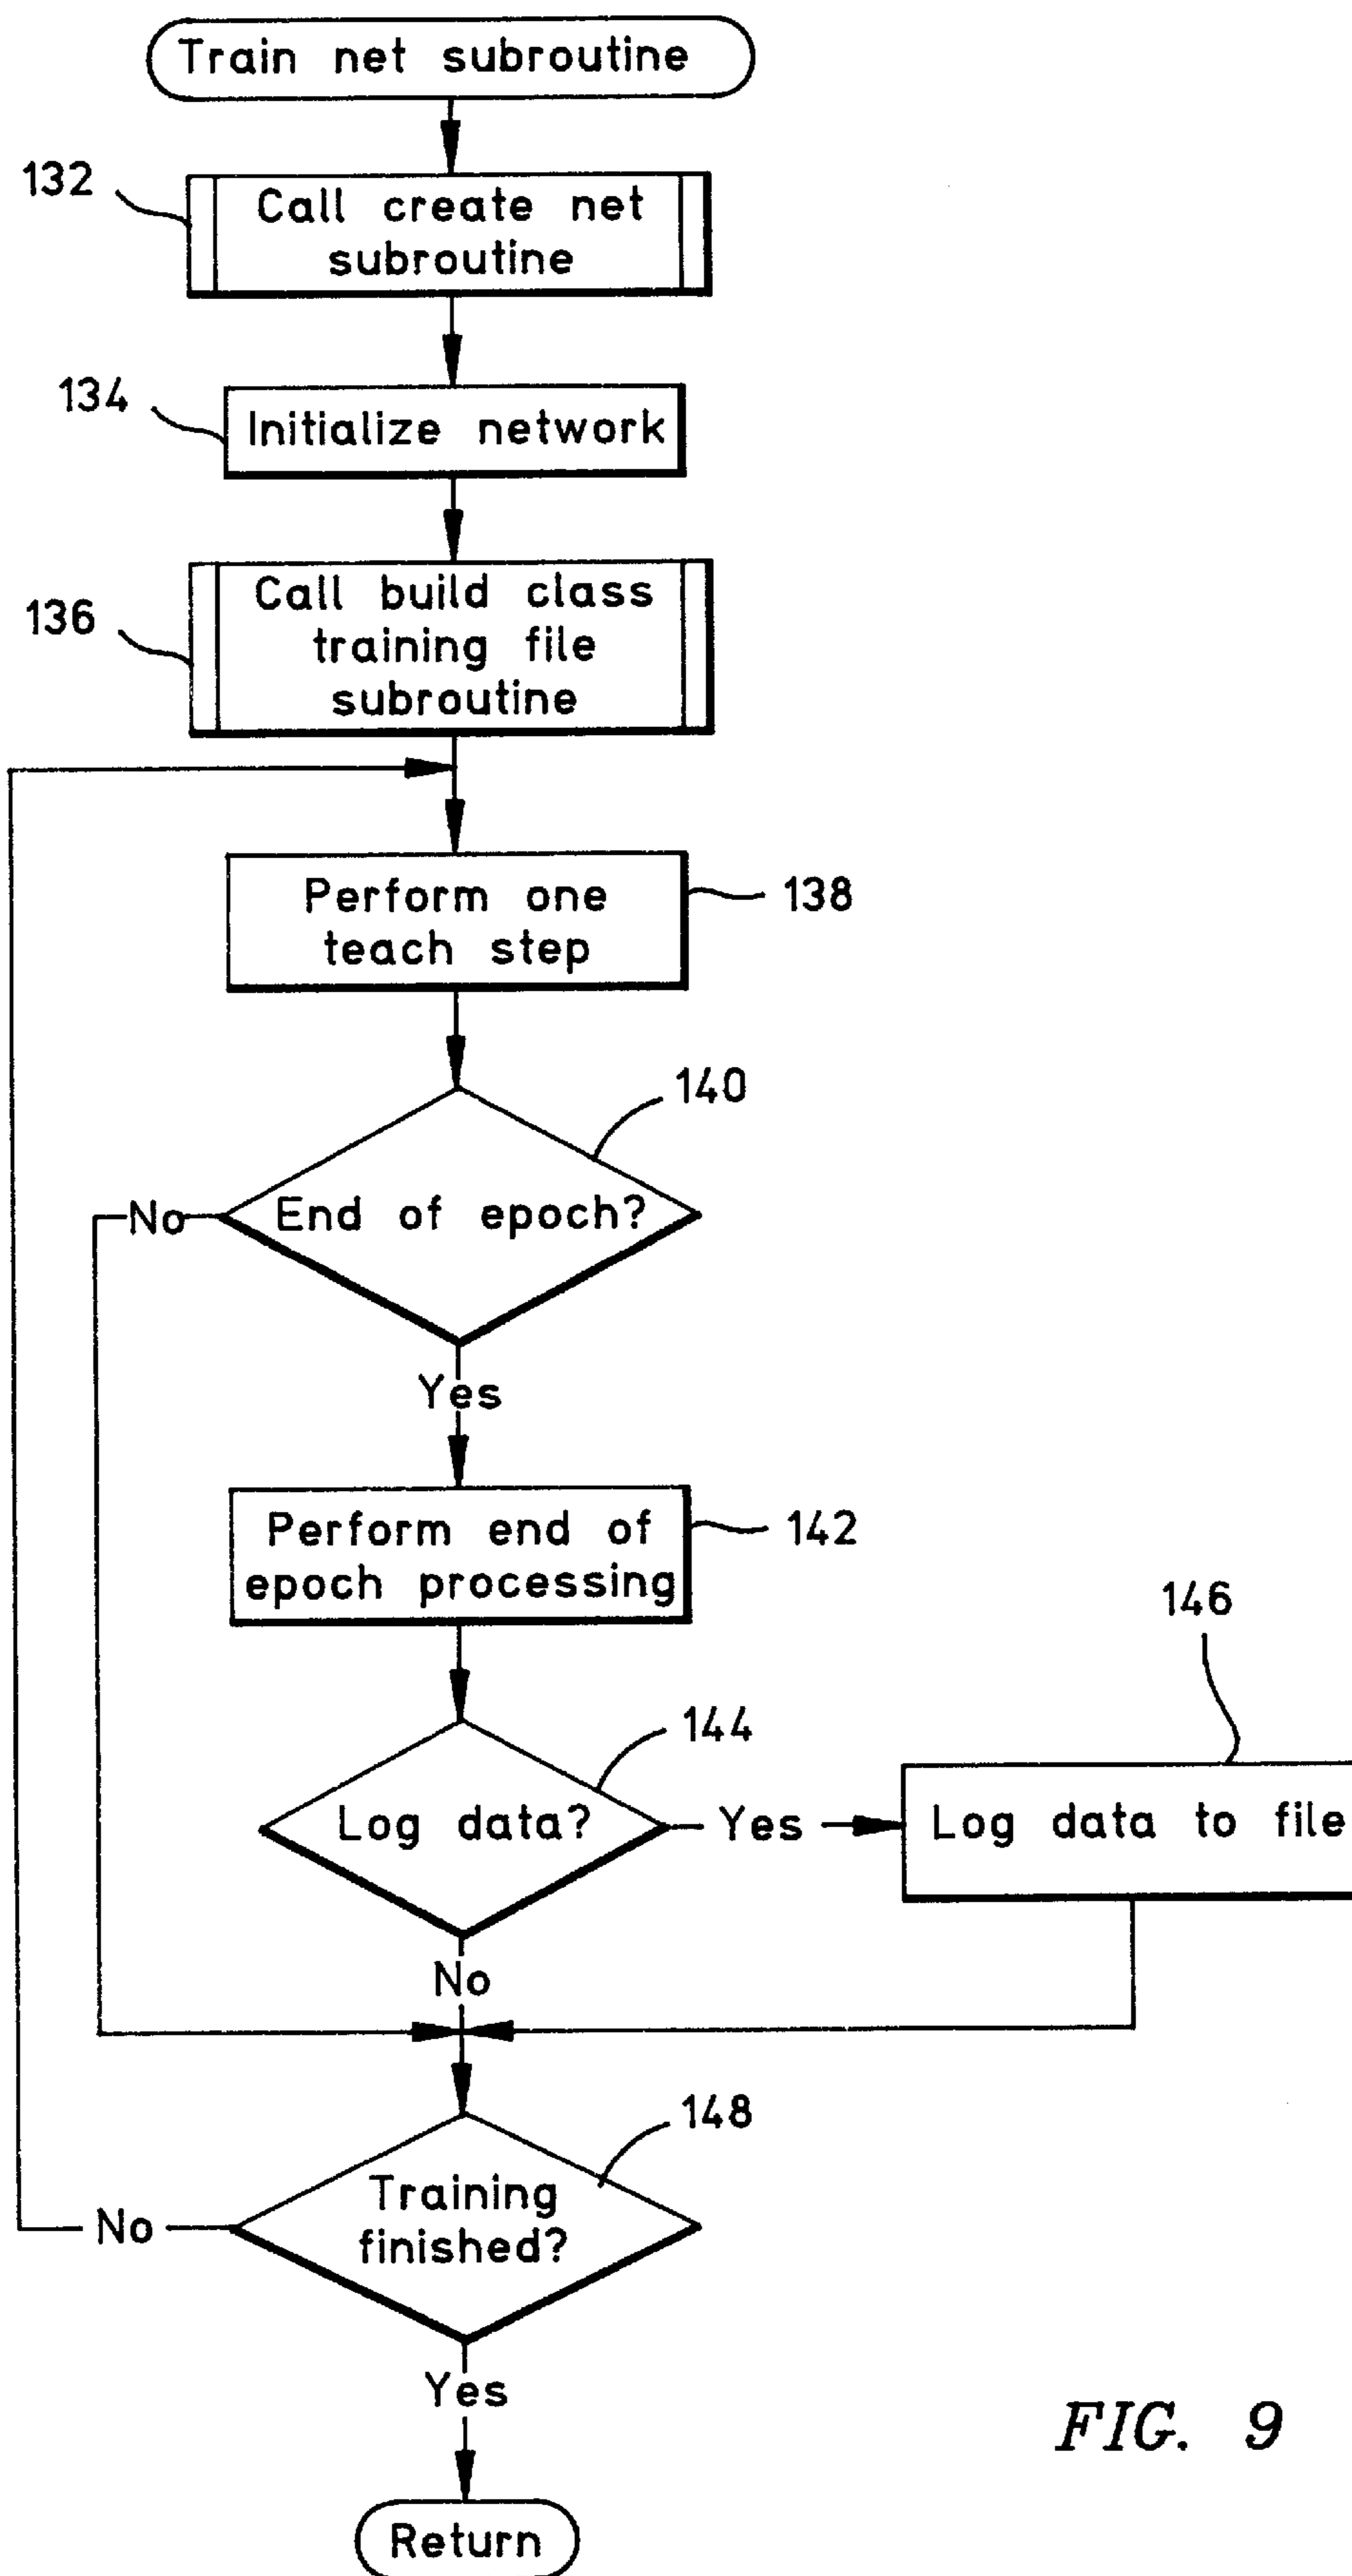 Train net subroutine
132
Call create net
subroutine
134
Initialize network
136
Call build class
training file
subroutine
Perform one
teach step
138
140
End of epoch?
No
Yes
Perform end of
epoch processing
142
144
146
Log data?
Yes
Log data to file
No
148
Training
finished?
No
Yes
FIG. 9
Return